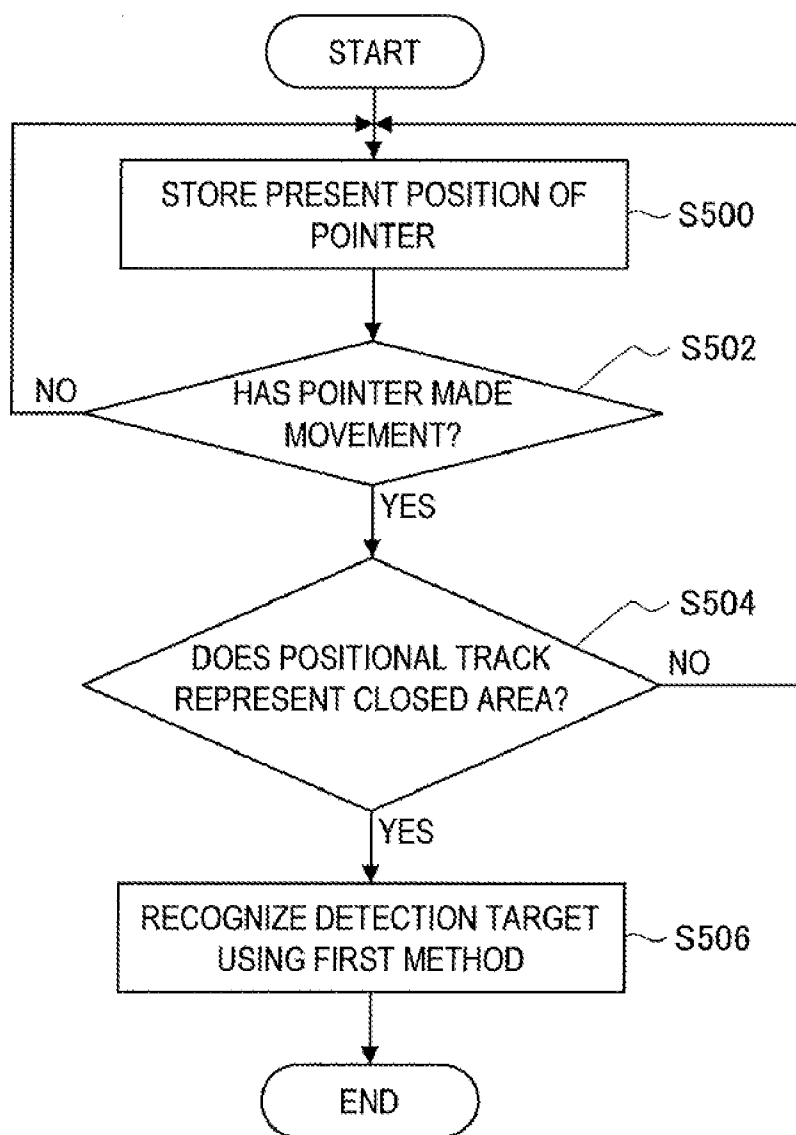 START
STORE PRESENT POSITION OF
POINTER
S500
S502
NO
HAS POINTER MADE
MOVEMENT?
YES
S504
DOES POSITIONAL TRACK
REPRESENT CLOSED AREA?
NO
YES
RECOGNIZE DETECTION TARGET
USING FIRST METHOD
S506
END